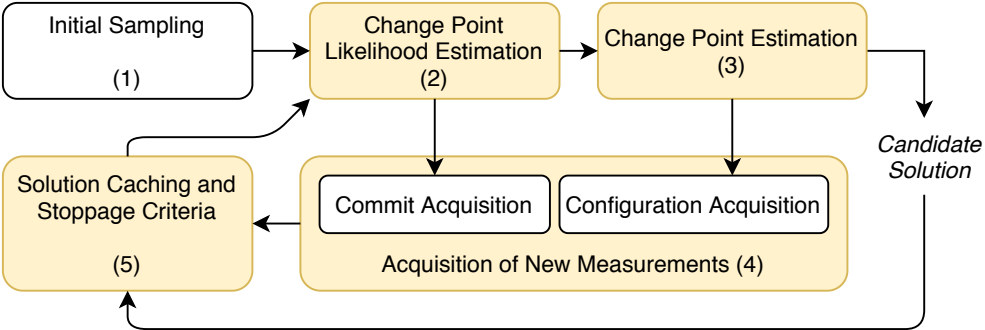 Initial Sampling
(1)
Change Point
Likelihood Estimation
(2)
Change Point Estimation
(3)
Candidate
Solution
Solution Caching and
Stoppage Criteria
(5)
Commit Acquisition
Configuration Acquisition
Acquisition of New Measurements (4)